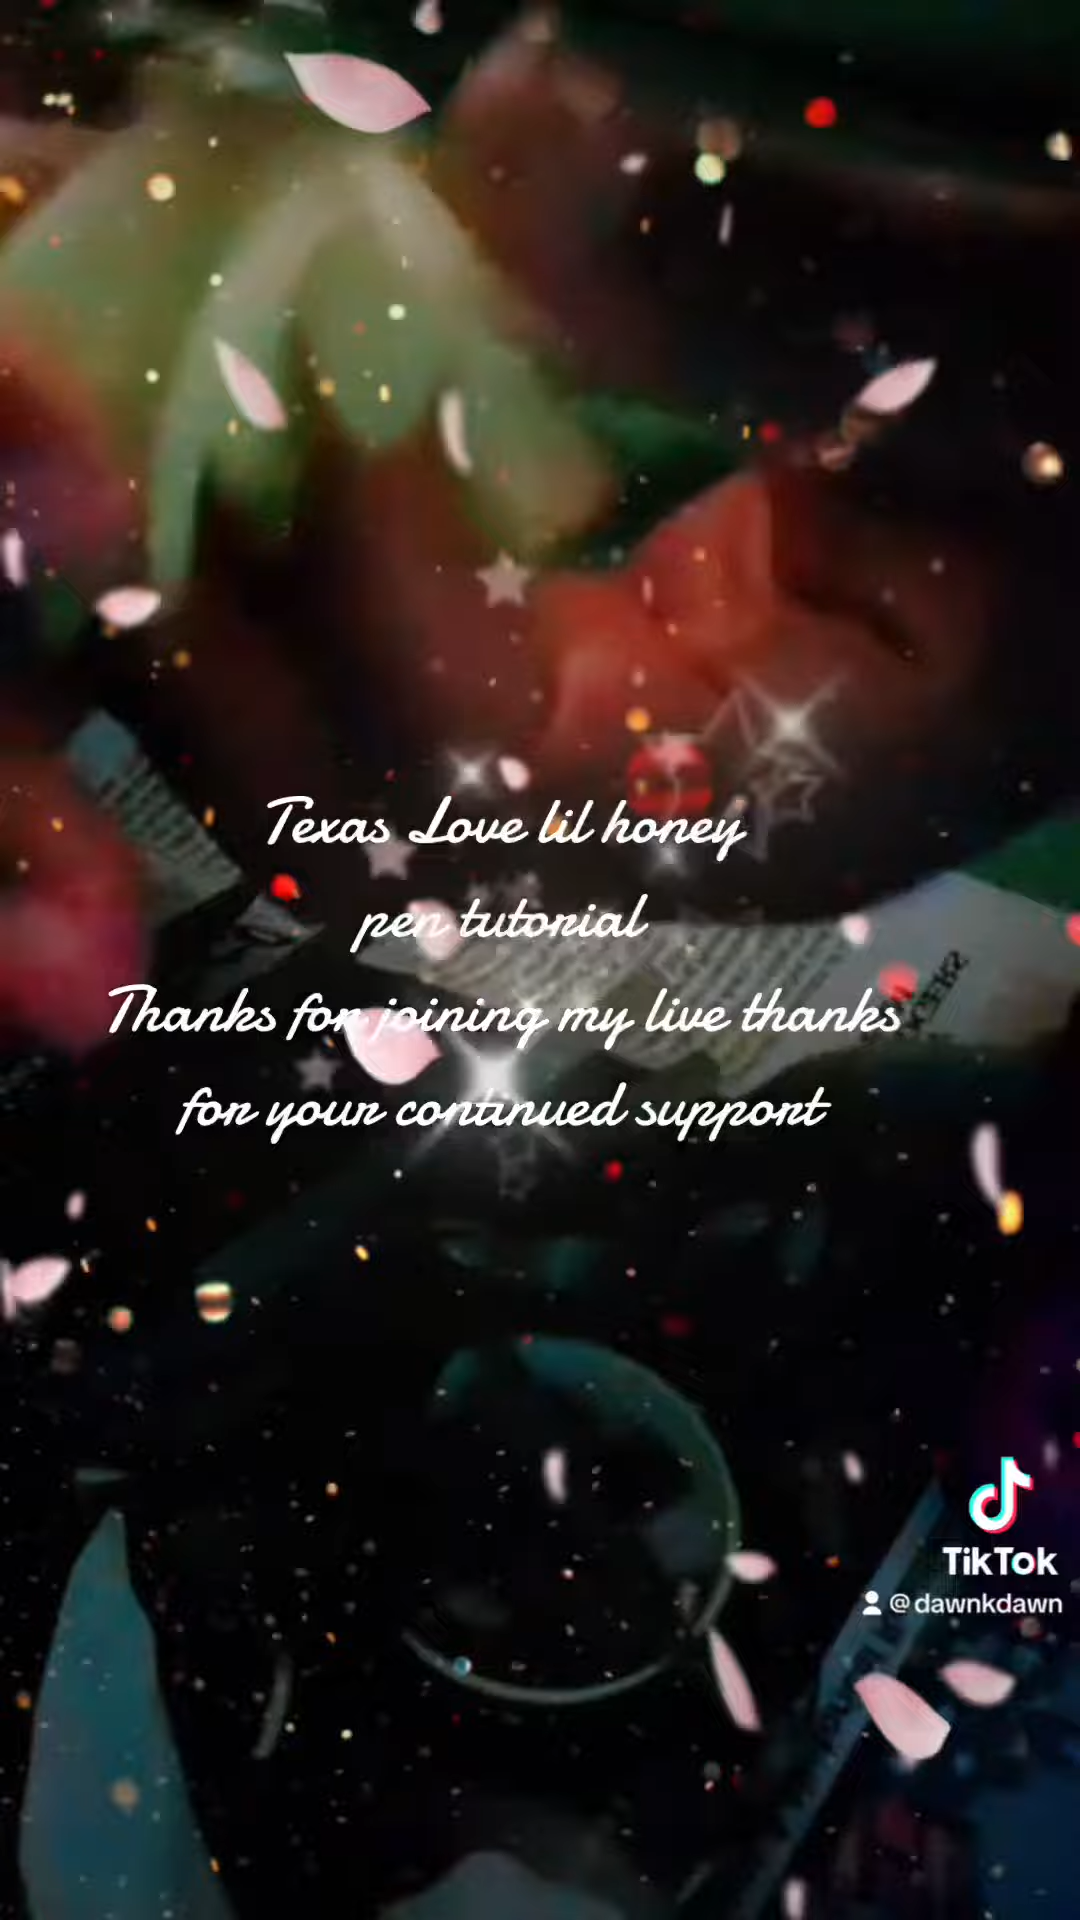 Texas Love lil honey
pen tutorial
Thanks for joining my live thanks
for your continued support
TikTok
@dawnkdawn